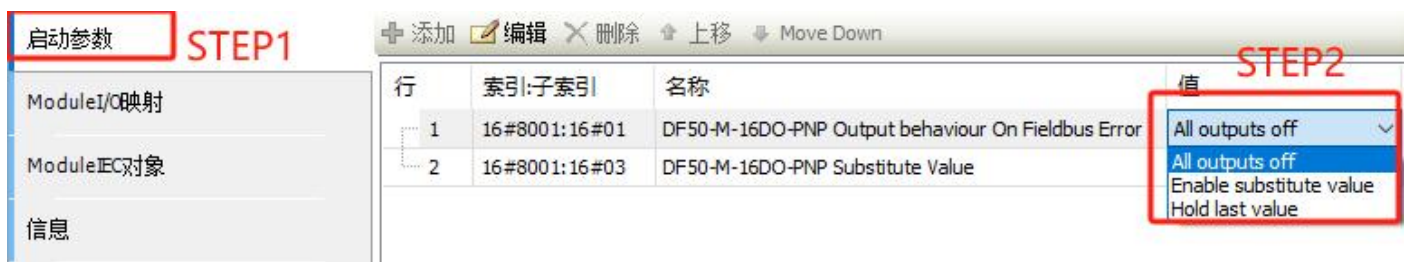 启动参数
STEP1
添加 编辑 删除 上移 Move Down
STEP2
行 索引:子索引 名称 值
ModuleI/O映射
1 16#8001:16#01 DF50-M-16DO-PNP Output behaviour On Fieldbus Error All outputs off
2 16#8001:16#03 DF50-M-16DO-PNP Substitute Value
All outputs off
Enable substitute value
Hold last value
ModuleIEC对象
信息